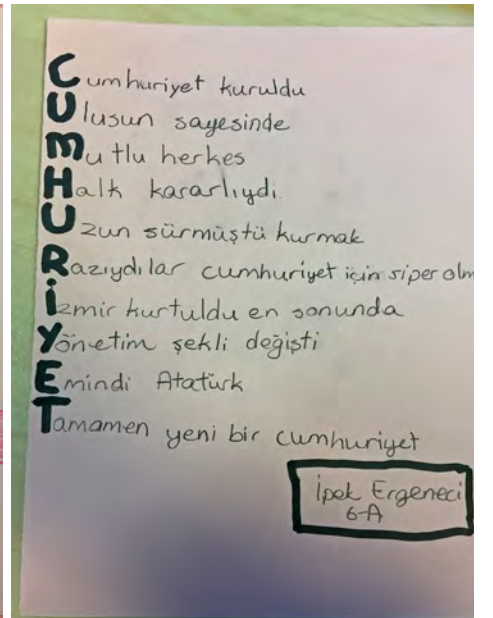 Cumhuriyet kuruldu
Ulusun sayesinde
Mutlu herkes
Halk kararlıydı
Uzun sürmüştü kurmak
Razıydılar cumhuriyet için siper olm
İzmir kurtuldu en sonunda
Yönetim şekli değişti
Emindi Atatürk
Tamamen yeni bir cumhuriyet
İpek Ergeneci
6-A